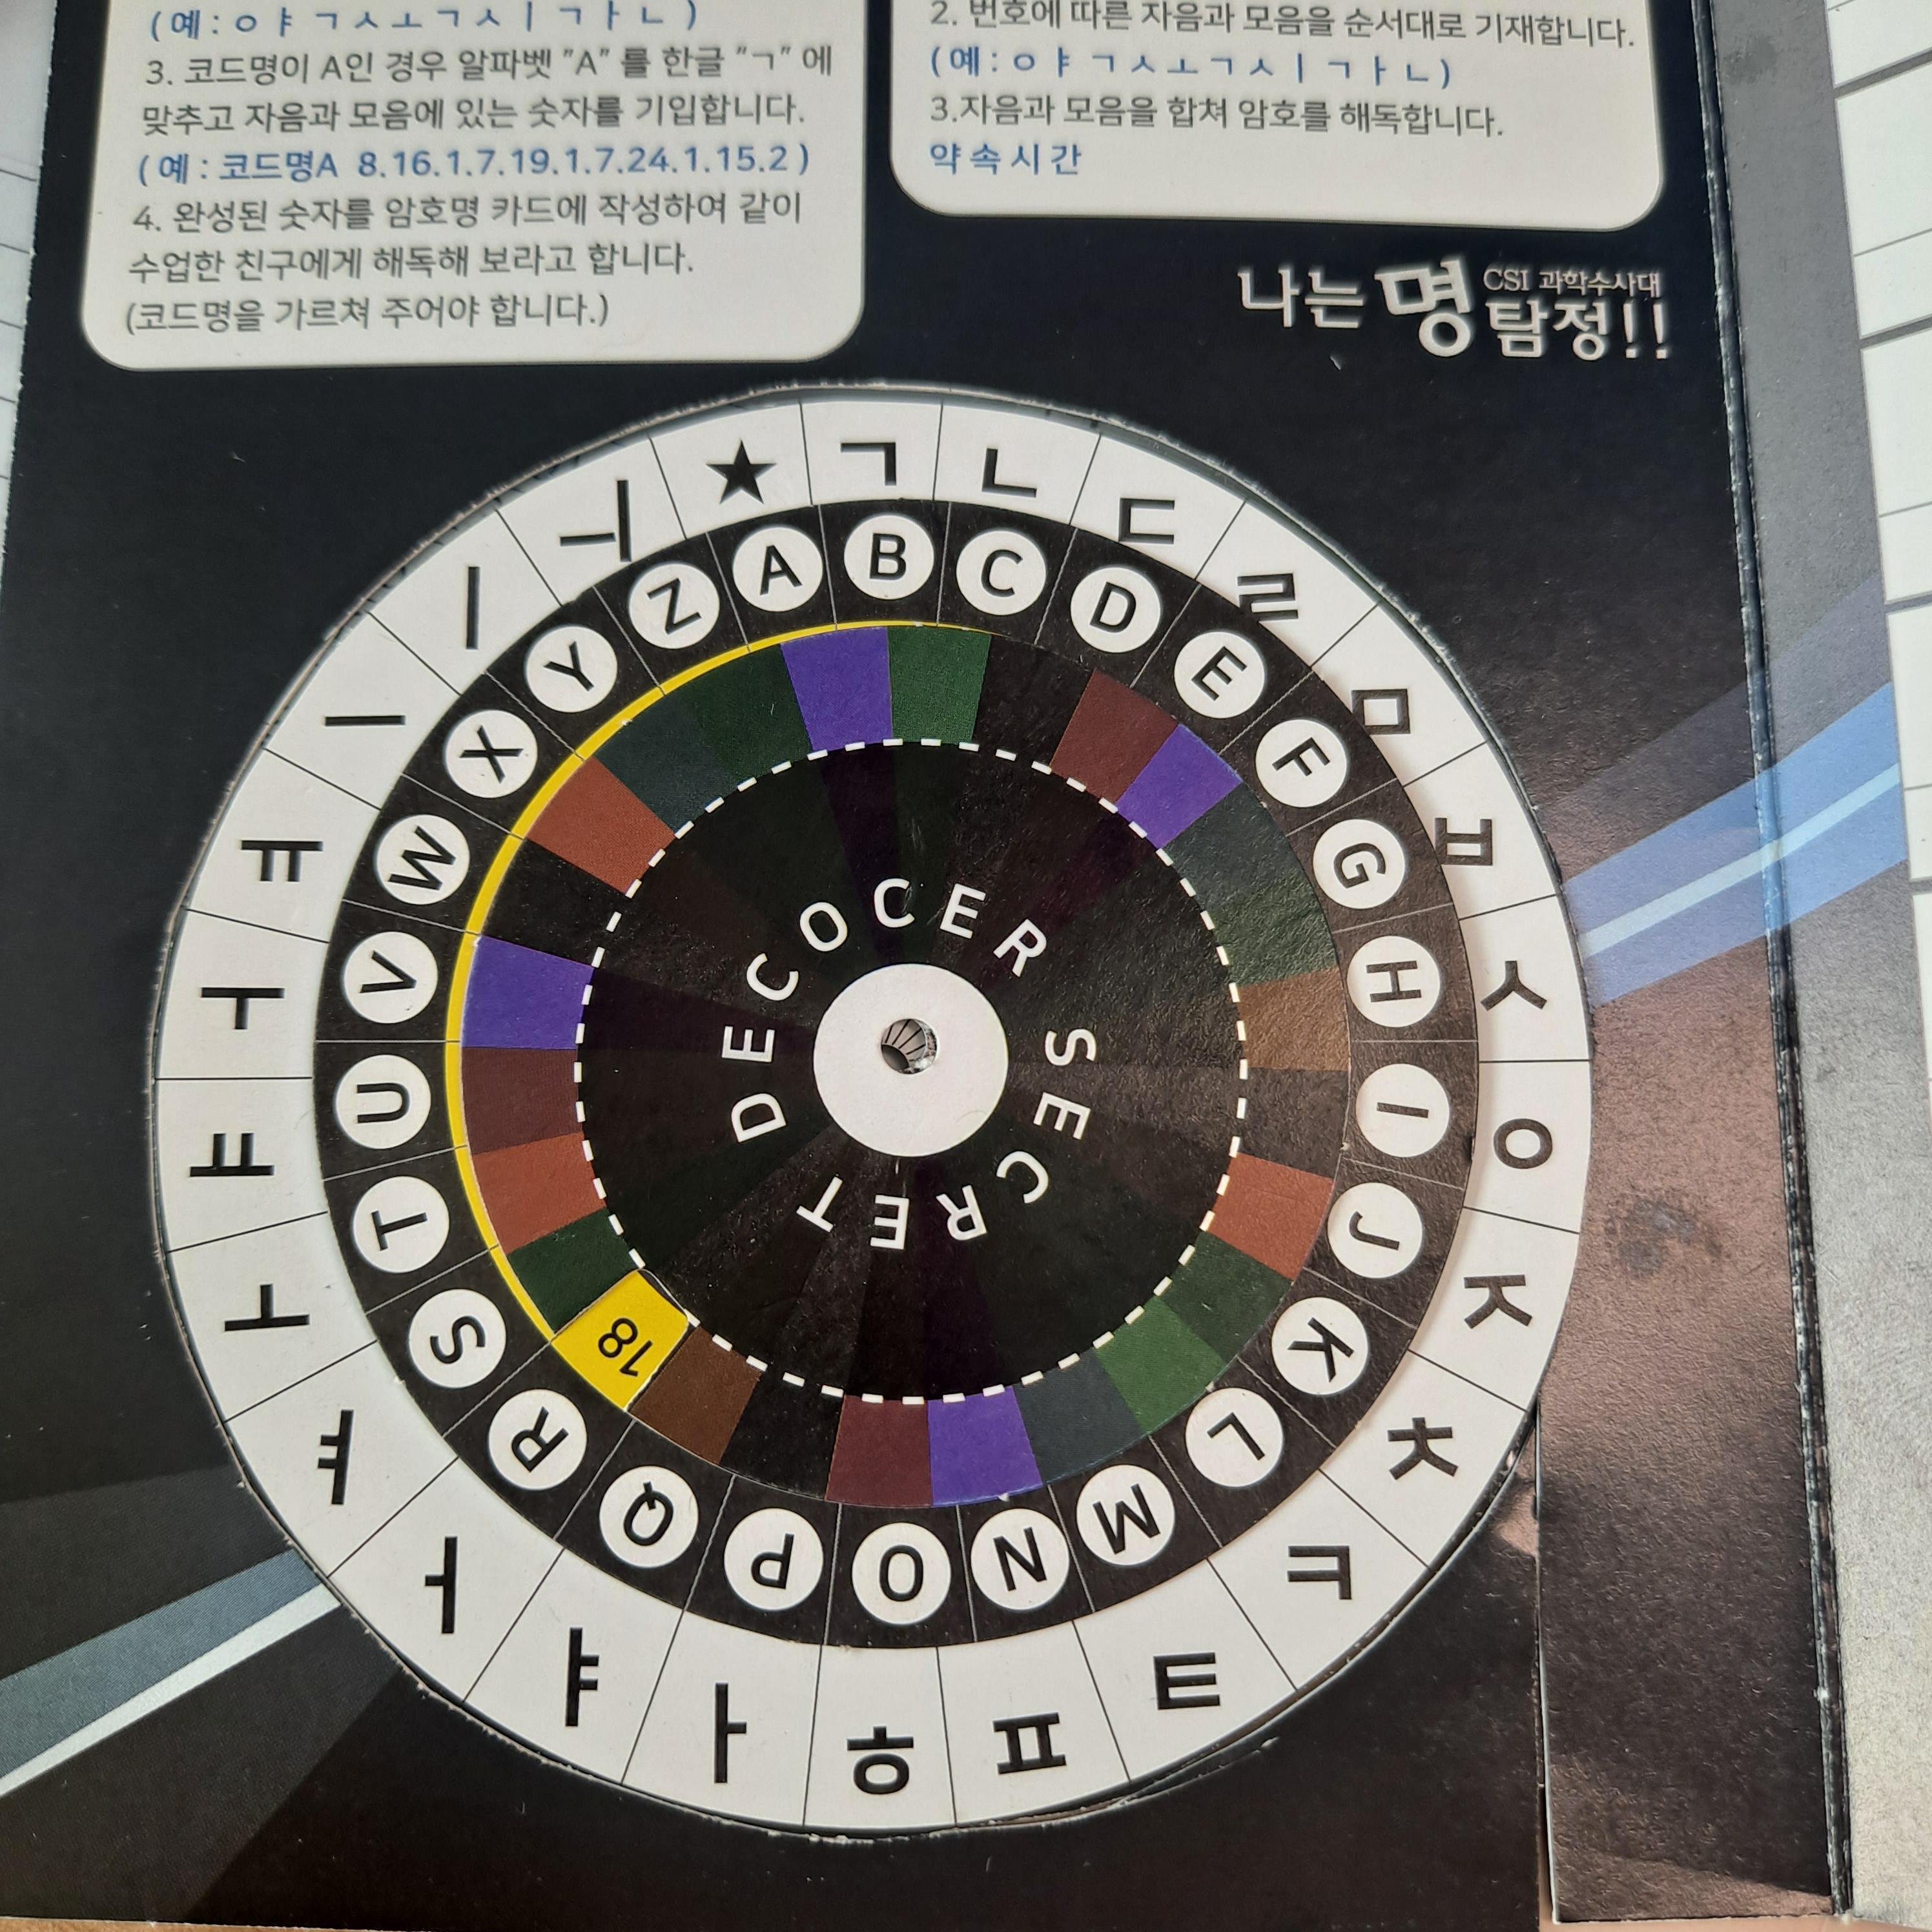 (예 : ㅇ ㅑ ㄱ ㅅ ㅗ ㄱ ㅅ ㅣ ㄱ ㅏ ㄴ )
3. 코드명이 A인 경우 알파벳 "A" 를 한글 "ㄱ" 에
맞추고 자음과 모음에 있는 숫자를 기입합니다.
( 예 : 코드명A 8.16.1.7.19.1.7.24.1.15.2 )
4. 완성된 숫자를 암호명 카드에 작성하여 같이
수업한 친구에게 해독해 보라고 합니다.
(코드명을 가르쳐 주어야 합니다.)
2. 번호에 따른 자음과 모음을 순서대로 기재합니다.
(예 : ㅇ ㅑ ㄱ ㅅ ㅗ ㄱ ㅅ ㅣ ㄱ ㅏ ㄴ)
3.자음과 모음을 합쳐 암호를 해독합니다.
약 속 시 간
나는 명탐정!!
CSI 과학수사대
★ ㄱ ㄴ ㄷ ㄹ ㅁ ㅂ ㅅ ㅇ ㅈ ㅊ ㅋ ㅌ ㅍ ㅎ ㅏ ㅑ ㅓ ㅕ ㅗ ㅛ ㅜ ㅠ ㅡ ㅣ ㅢ
A B C D E F G H I J K L M N O P Q R S T U V W X Y Z
18
DECOCER SECRET